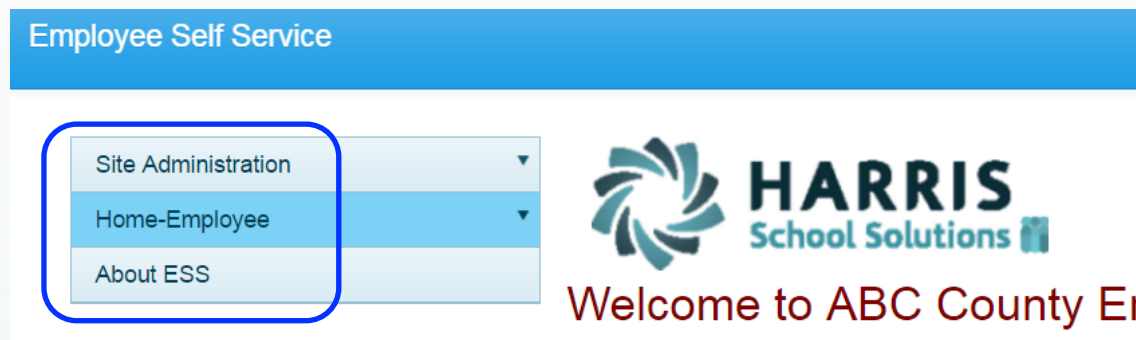 Employee Self Service
Site Administration
Home-Employee
About ESS
HARRIS
School Solutions
Welcome to ABC County